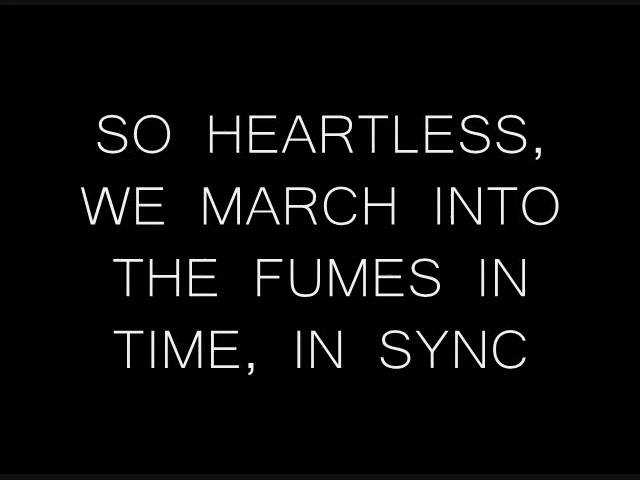 SO HEARTLESS,
WE MARCH INTO
THE FUMES IN
TIME, IN SYNC